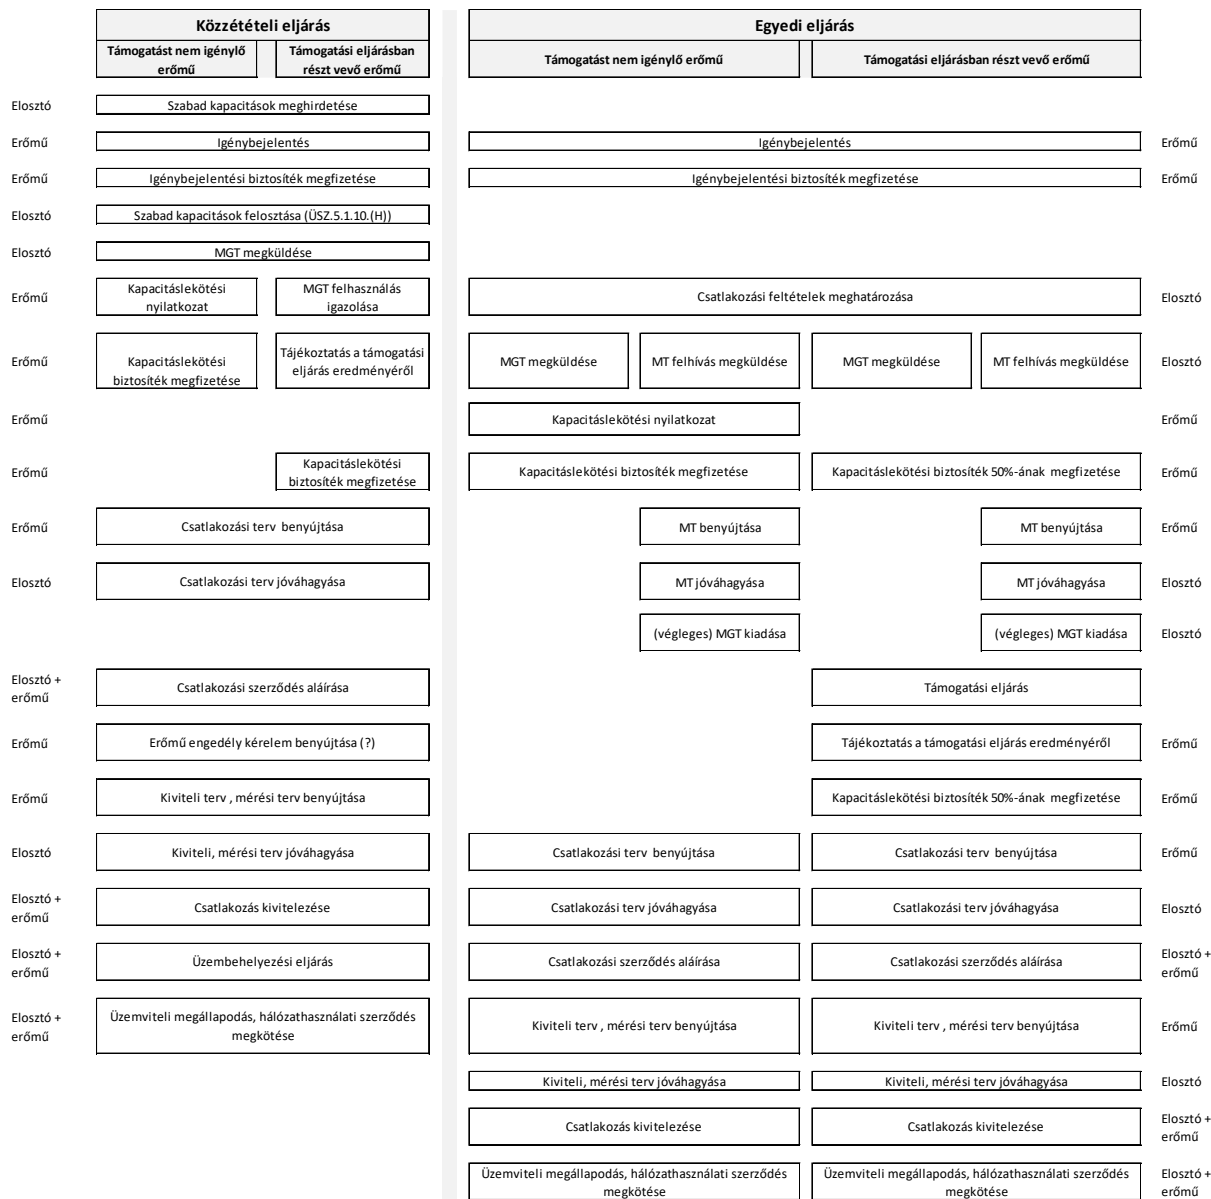 Közzétételi eljárás
Egyedi eljárás
Támogatást nem igénylő
erőmű
Támogatási eljárásban
részt vevő erőmű
Támogatást nem igénylő erőmű
Támogatási eljárásban részt vevő erőmű
Elosztó
Szabad kapacitások meghirdetése
Erőmű
Igénybejelentés
Igénybejelentés
Erőmű
Erőmű
Igénybejelentési biztosíték megfizetése
Igénybejelentési biztosíték megfizetése
Erőmű
Elosztó
Szabad kapacitások felosztása (ÜSZ.5.1.10.(H))
Elosztó
MGT megküldése
Erőmű
Kapacitáslekötési
nyilatkozat
MGT felhasználás
igazolása
Csatlakozási feltételek meghatározása
Elosztó
Erőmű
Kapacitáslekötési
biztosíték megfizetése
Tájékoztatás a támogatási
eljárás eredményéről
MGT megküldése
MT felhívás megküldése
MGT megküldése
MT felhívás megküldése
Elosztó
Erőmű
Kapacitáslekötési nyilatkozat
Erőmű
Erőmű
Kapacitáslekötési
biztosíték megfizetése
Kapacitáslekötési biztosíték megfizetése
Kapacitáslekötési biztosíték 50%-ának megfizetése
Erőmű
Erőmű
Csatlakozási terv benyújtása
MT benyújtása
MT benyújtása
Erőmű
Elosztó
Csatlakozási terv jóváhagyása
MT jóváhagyása
MT jóváhagyása
Elosztó
(végleges) MGT kiadása
(végleges) MGT kiadása
Elosztó
Elosztó +
erőmű
Csatlakozási szerződés aláírása
Támogatási eljárás
Erőmű
Erőmű engedély kérelem benyújtása (?)
Tájékoztatás a támogatási eljárás eredményéről
Erőmű
Erőmű
Kiviteli terv , mérési terv benyújtása
Kapacitáslekötési biztosíték 50%-ának megfizetése
Erőmű
Elosztó
Kiviteli, mérési terv jóváhagyása
Csatlakozási terv benyújtása
Csatlakozási terv benyújtása
Erőmű
Elosztó +
erőmű
Csatlakozás kivitelezése
Csatlakozási terv jóváhagyása
Csatlakozási terv jóváhagyása
Elosztó
Elosztó +
erőmű
Üzembehelyezési eljárás
Csatlakozási szerződés aláírása
Csatlakozási szerződés aláírása
Elosztó +
erőmű
Elosztó +
erőmű
Üzemviteli megállapodás, hálózathasználati szerződés
megkötése
Kiviteli terv , mérési terv benyújtása
Kiviteli terv , mérési terv benyújtása
Erőmű
Kiviteli, mérési terv jóváhagyása
Kiviteli, mérési terv jóváhagyása
Elosztó
Csatlakozás kivitelezése
Csatlakozás kivitelezése
Elosztó +
erőmű
Üzemviteli megállapodás, hálózathasználati szerződés
megkötése
Üzemviteli megállapodás, hálózathasználati szerződés
megkötése
Elosztó +
erőmű